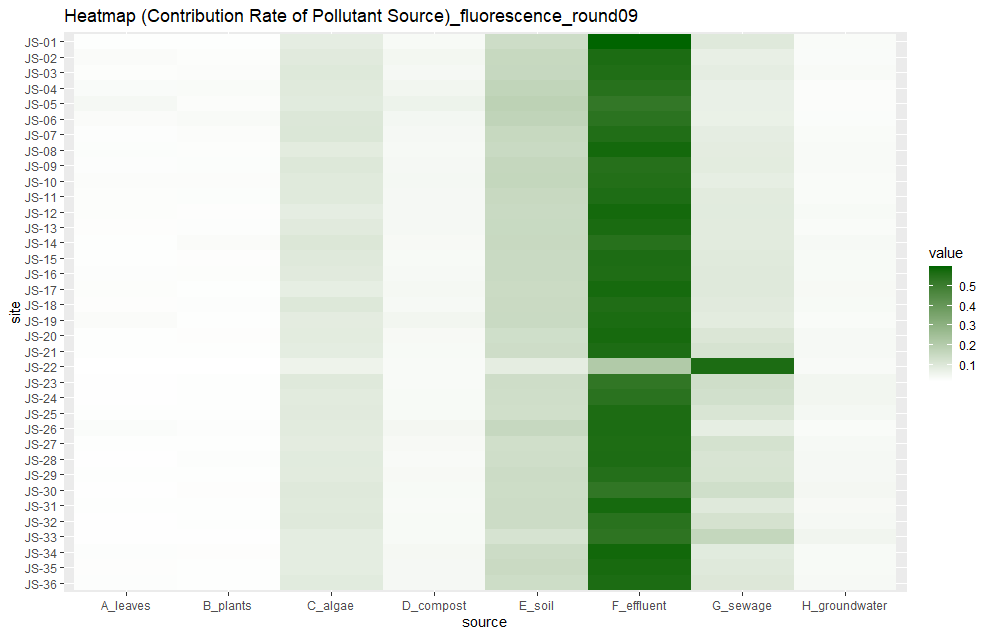 Heatmap (Contribution Rate of Pollutant Source)_fluorescence_round09
JS-01
JS-02
JS-03
JS-04
JS-05
JS-06
JS-07
JS-08
JS-09
JS-10
JS-11
JS-12
JS-13
JS-14
JS-15
JS-16
JS-17
JS-18
JS-19
JS-20
JS-21
JS-22
JS-23
JS-24
JS-25
JS-26
JS-27
JS-28
JS-29
JS-30
JS-31
JS-32
JS-33
JS-34
JS-35
JS-36
site
A_leaves B_plants C_algae D_compost E_soil F_effluent G_sewage H_groundwater
source
value
0.5
0.4
0.3
0.2
0.1